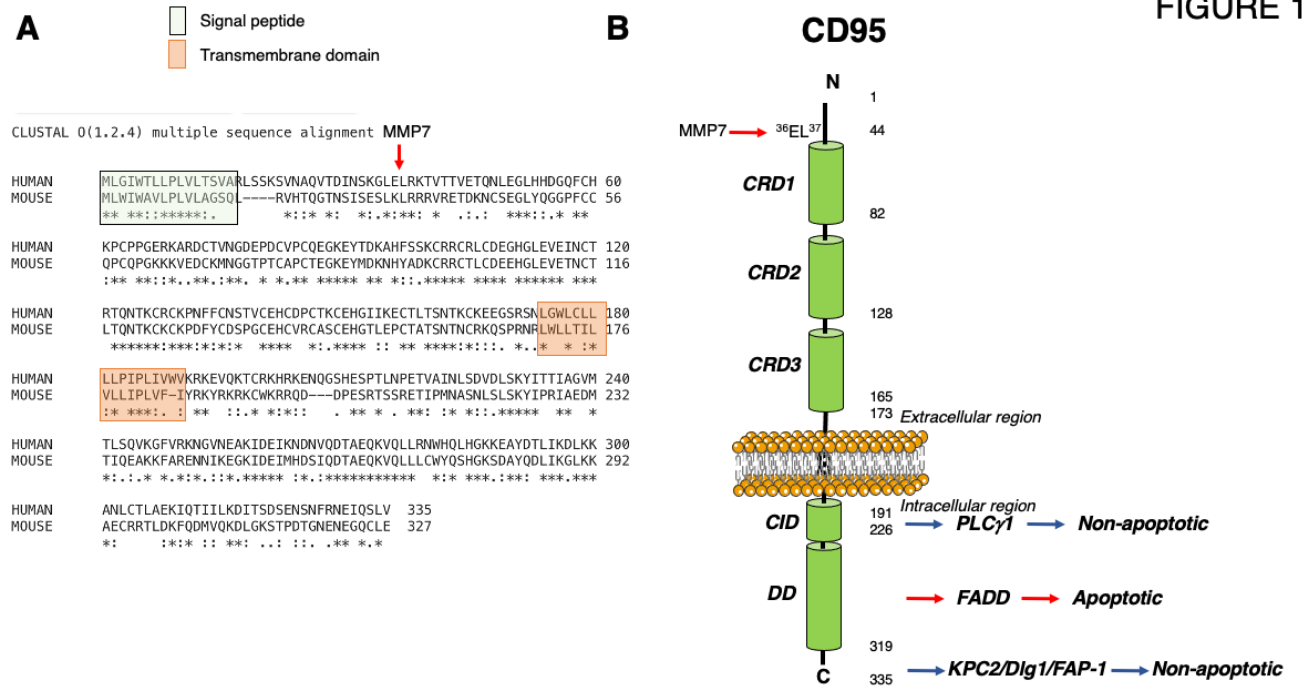 FIGURE 1
A
Signal peptide
Transmembrane domain
CLUSTAL O(1.2.4) multiple sequence alignment MMP7
HUMAN MLGIWTLLPLVLTSVARLSSKSVNAQVTDINSKGLELRKTVTTVETQNLEGLHHDGQFCH 60
MOUSE MLWIWAVLPLVLAGSQL----RVHTQGTNSISESLKLRRRVRETDKNCSEGLYQGGPFCC 56
** **::*****:. *::* *: :*:.*:**: * .:.: ***::.* **
HUMAN KPCPPGERKARDCTVNGDEPDCVPCQEGKEYTDKAHFSSKCRRCRLCDEGHGLEVEINCT 120
MOUSE QPCQPGKKKVEDCKMNGGTPTCAPCTEGKEYMDKNHYADKCRRCTLCDEEHGLEVETNCT 116
:** **::*..**.:**. * *.** ***** ** *::.***** **** ****** ***
HUMAN RTQNTKCRCKPNFFCNSTVCEHCDPCTKCEHGIIKECTLTSNTKCKEEGSRSNLGWLCLL 180
MOUSE LTQNTKCKCKPDFYCDSPGCEHCVRCASCEHGTLEPCTATSNTNCRKQSPRNRLWLLTIL 176
******:***:*:*:* **** *:.**** :: ** ****:*:::. *..* * :*
HUMAN LLPIPLIVWVKRKEVQKTCRKHRKENQGSHESPTLNPETVAINLSDVDLSKYITTIAGVM 240
MOUSE VLLIPLVFF-IYRKYRKRKCWKRRQD---DPESRTSSRETIPMNASNLSLSKYIPRIAEDM 232
:* ***:. : ** ::.* :*::: . ** * .. *:*::.:.***** ** *
HUMAN TLSQVKGFVRKNGVNEAKIDEIKNDNVQDTAEQKVQLLRNWHQLHGKKEAYDTLIKDLKK 300
MOUSE TIQEAKKFARENNIKEGKIDEIMHDSIQDTAEQKVQLLLCWYQSHGKSDAYQDLIKGLKK 292
*:.:.* *.*:*.::*.***** :*.:*********** *:* ***.:**: ***.***
HUMAN ANLCTLAEKIQTIILKDITSDSENSNFRNEIQSLV 335
MOUSE AECRRTLDKFQDMVQKDLGKSTPDTGNENEGQCLE 327
*: :*:* :: **: ..: ::. .** *.*
B
CD95
N
1
MMP7 ³⁶EL³⁷ 44
CRD1
82
CRD2
128
CRD3
165
173 Extracellular region
Intracellular region
CID 191
226 PLCγ1 Non-apoptotic
DD FADD Apoptotic
319
C 335 KPC2/Dlg1/FAP-1 Non-apoptotic